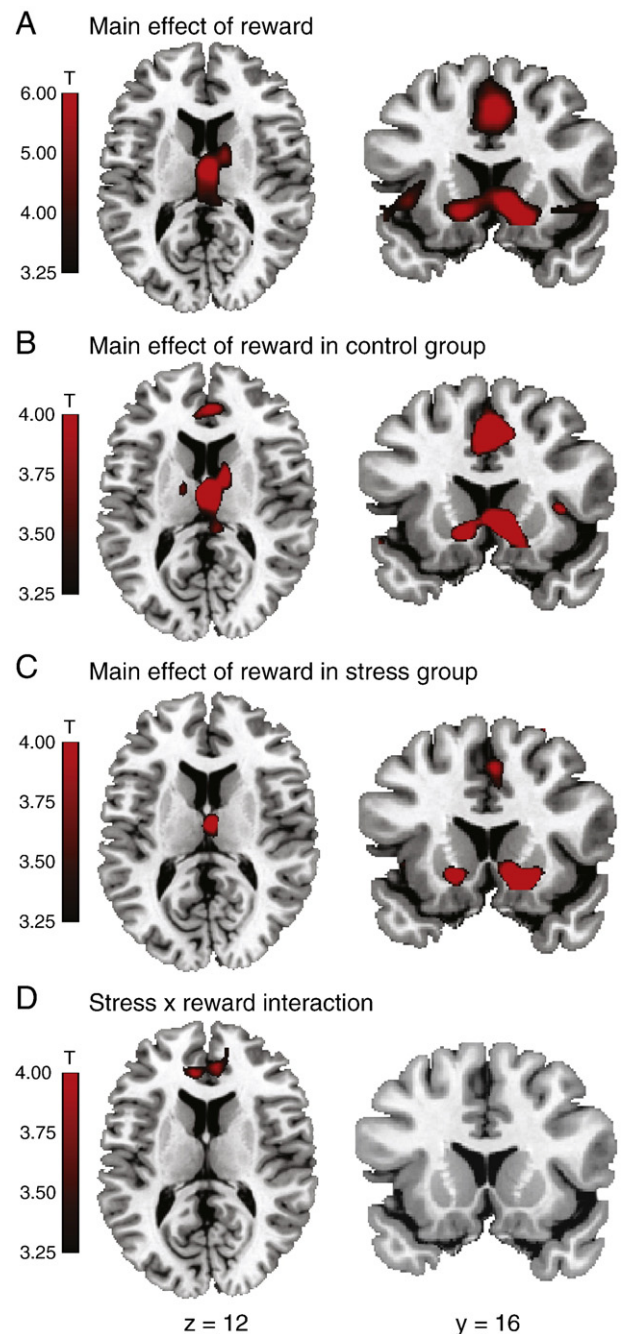 A Main effect of reward
T
6.00
5.00
4.00
3.25
B Main effect of reward in control group
T
4.00
3.75
3.50
3.25
C Main effect of reward in stress group
T
4.00
3.75
3.50
3.25
D Stress x reward interaction
T
4.00
3.75
3.50
3.25
z = 12 y = 16